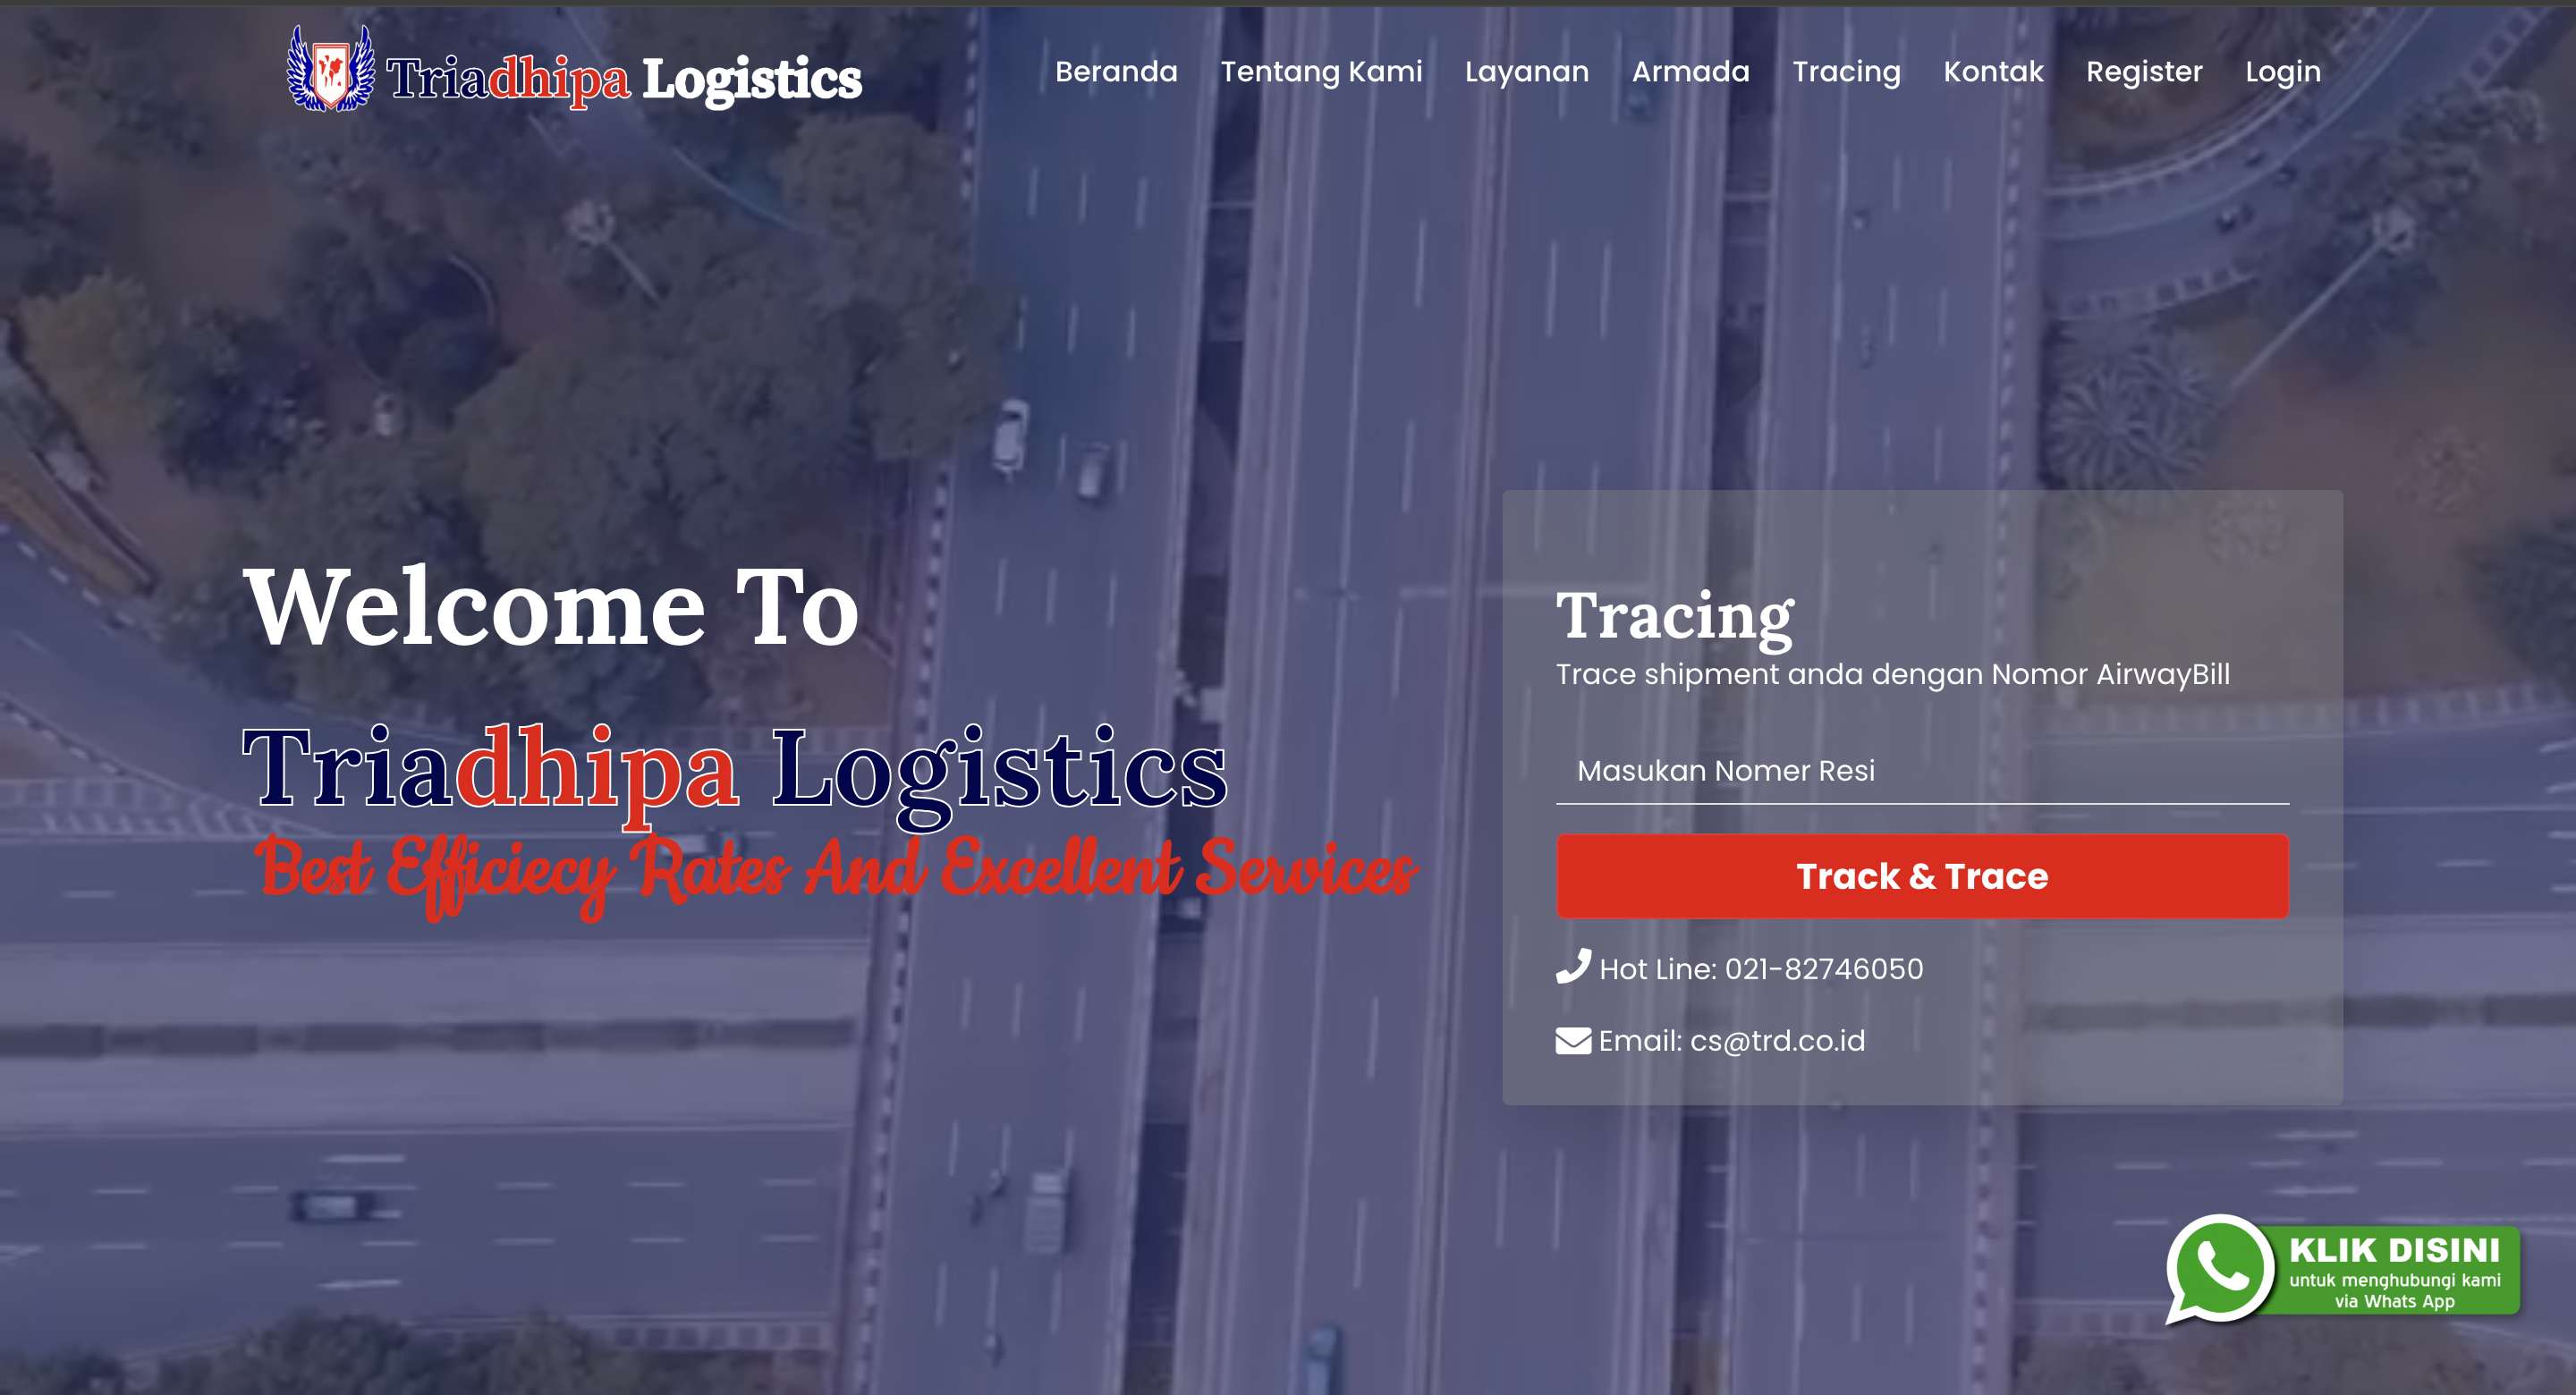 Triadhipa Logistics
Beranda Tentang Kami Layanan Armada Tracing Kontak Register Login
Welcome To
Triadhipa Logistics
Best Efficiecy Rates And Excellent Services
Tracing
Trace shipment anda dengan Nomor AirwayBill
Masukan Nomer Resi
Track & Trace
Hot Line: 021-82746050
Email: cs@trd.co.id
KLIK DISINI
untuk menghubungi kami
via Whats App